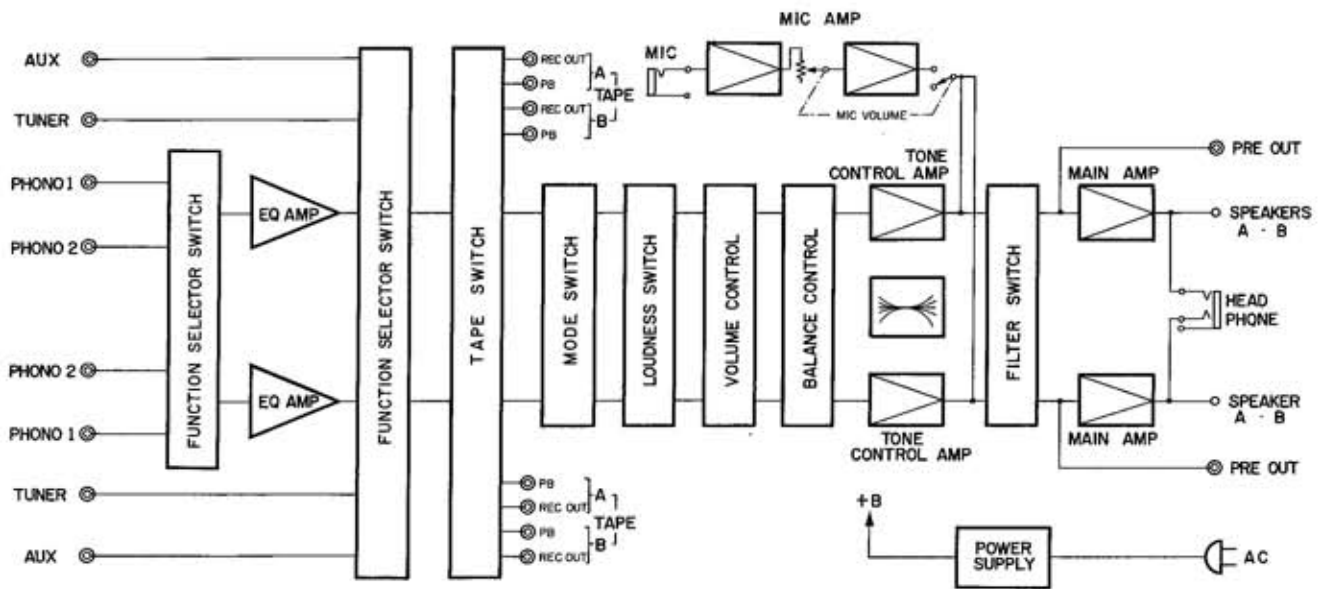 MIC AMP
AUX
MIC
REC OUT
A
PB
TAPE
REC OUT
B
PB
TUNER
MIC VOLUME
PHONO 1
PHONO 2
FUNCTION SELECTOR SWITCH
EQ AMP
FUNCTION SELECTOR SWITCH
TAPE SWITCH
MODE SWITCH
LOUDNESS SWITCH
VOLUME CONTROL
BALANCE CONTROL
TONE
CONTROL AMP
FILTER SWITCH
MAIN AMP
PRE OUT
SPEAKERS
A - B
HEAD
PHONE
PHONO 2
EQ AMP
PHONO 1
SPEAKER
A - B
MAIN AMP
TONE
CONTROL AMP
PRE OUT
TUNER
PB
A
REC OUT
TAPE
PB
B
REC OUT
AUX
+B
POWER
SUPPLY
AC